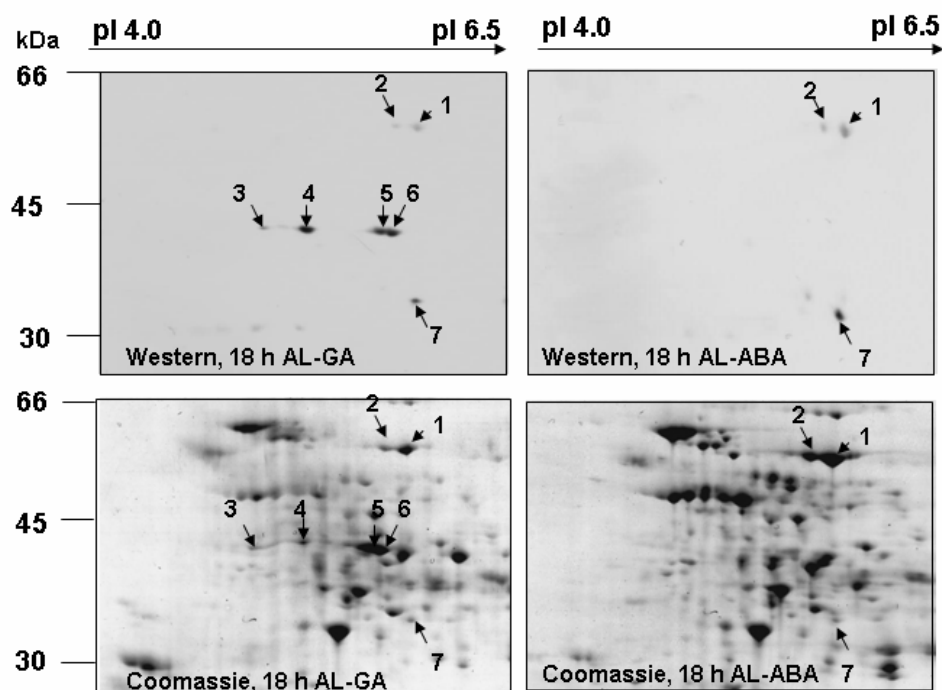 kDa
pI 4.0 pI 6.5
pI 4.0 pI 6.5
66
2 1
3 4 5 6
45
7
30
Western, 18 h AL-GA
2 1
7
Western, 18 h AL-ABA
66
2 1
3 4 5 6
45
7
30
Coomassie, 18 h AL-GA
2 1
Coomassie, 18 h AL-ABA 7